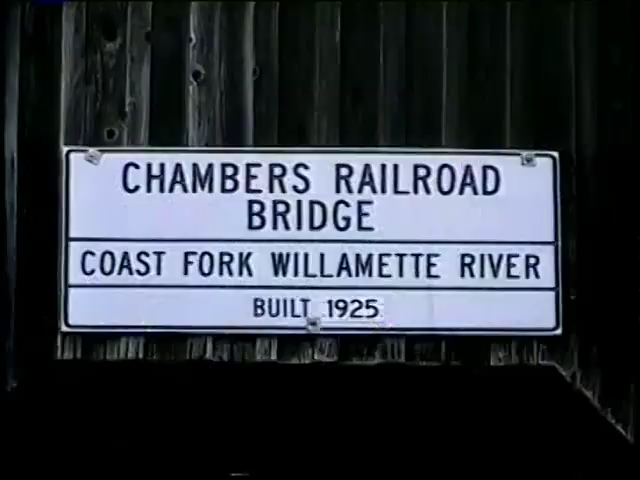 CHAMBERS RAILROAD
BRIDGE
COAST FORK WILLAMETTE RIVER
BUILT 1925